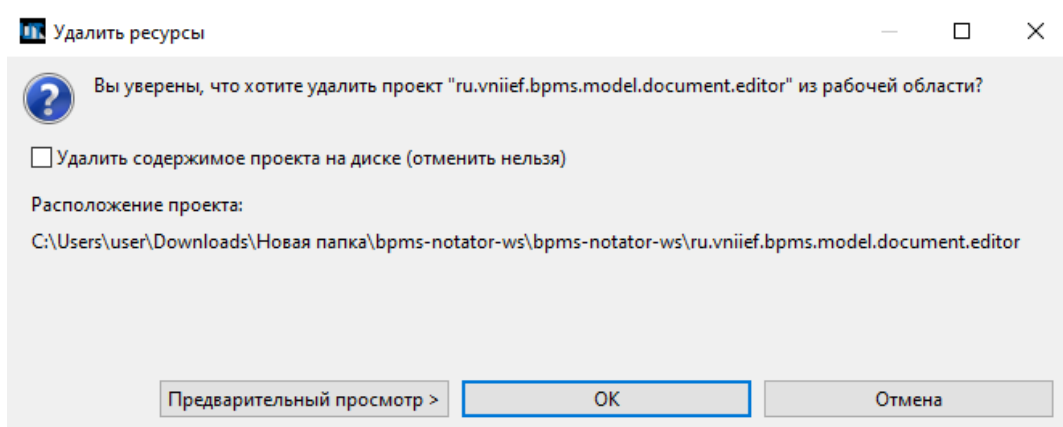 Удалить ресурсы
Вы уверены, что хотите удалить проект "ru.vniief.bpms.model.document.editor" из рабочей области?
Удалить содержимое проекта на диске (отменить нельзя)
Расположение проекта:
C:\Users\user\Downloads\Новая папка\bpms-notator-ws\bpms-notator-ws\ru.vniief.bpms.model.document.editor
Предварительный просмотр > OK Отмена